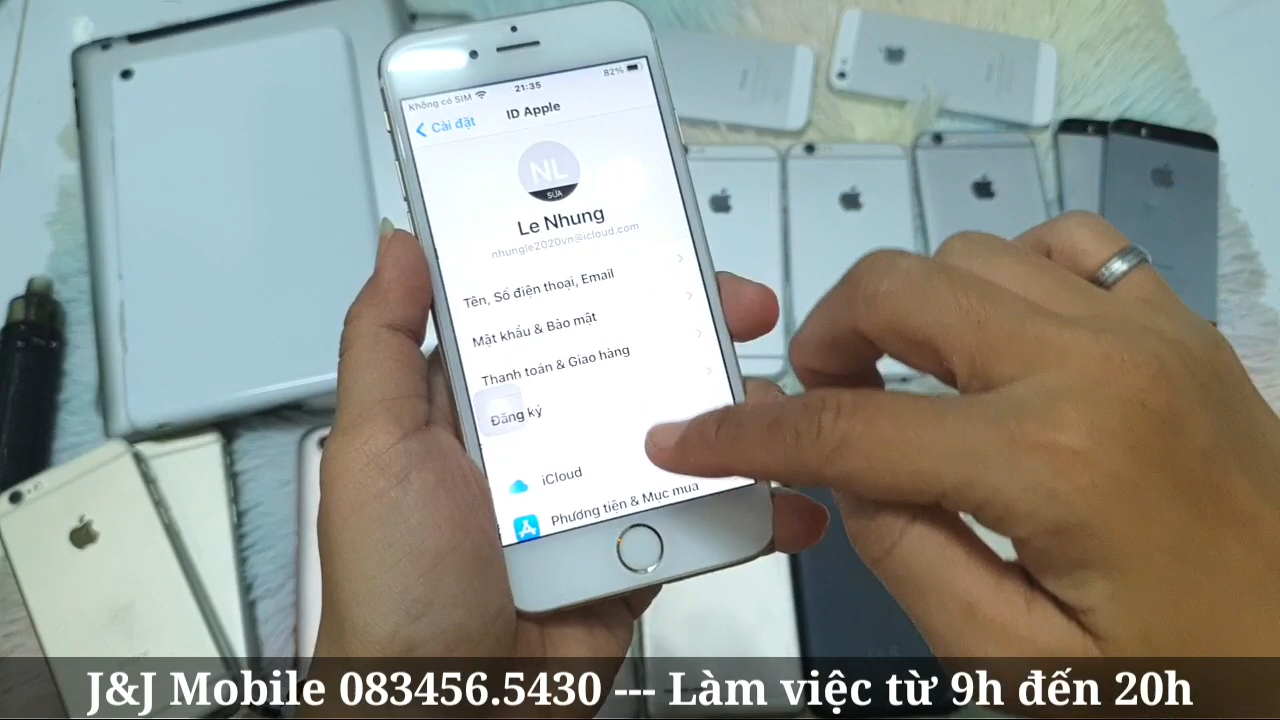 Không có SIM 21:35 82%
Cài đặt ID Apple
NL
SỬA
Le Nhung
nhungle2020vn@icloud.com
Tên, Số điện thoại, Email
Mật khẩu & Bảo mật
Thanh toán & Giao hàng
Đăng ký
iCloud
Phương tiện & Mục mua
J&J Mobile 083456.5430 --- Làm việc từ 9h đến 20h